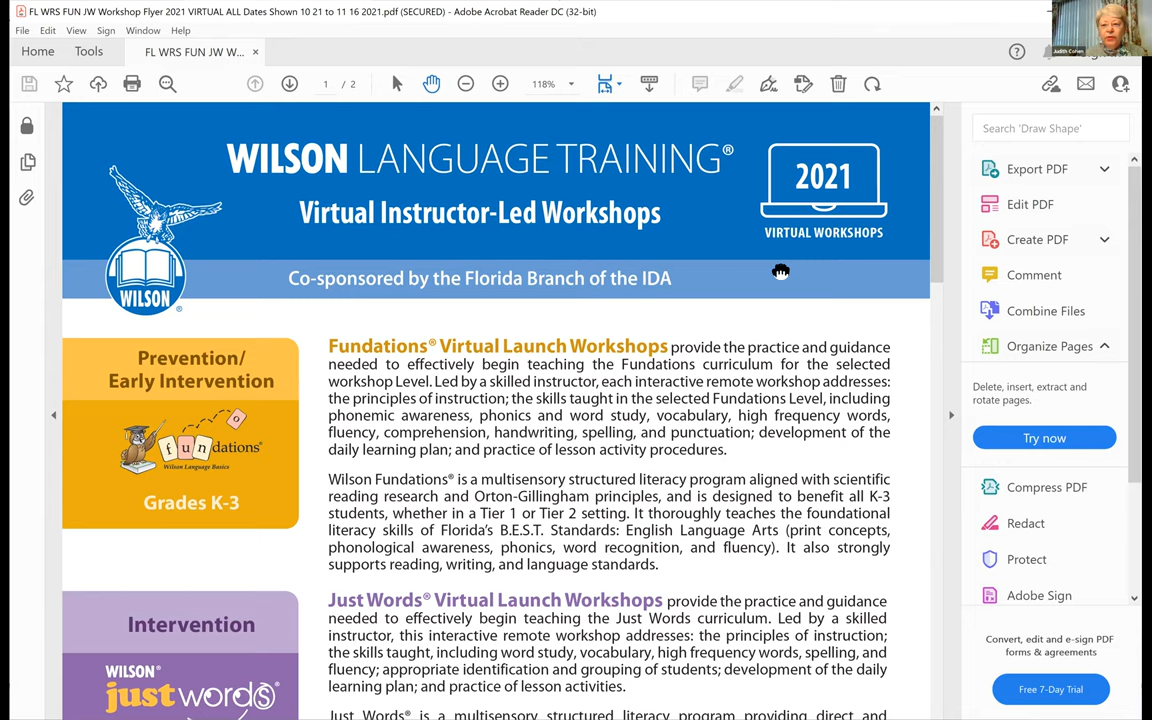 FL WRS FUN JW Workshop Flyer 2021 VIRTUAL ALL Dates Shown 10 21 to 11 16 2021.pdf (SECURED) - Adobe Acrobat Reader DC (32-bit)
File Edit View Sign Window Help
Home Tools FL WRS FUN JW W... ×
1 / 2 118%
Judith Cohen
WILSON LANGUAGE TRAINING®
Virtual Instructor-Led Workshops
2021
VIRTUAL WORKSHOPS
Co-sponsored by the Florida Branch of the IDA
WILSON®
Prevention/
Early Intervention
fundations®
Wilson Language Basics
Grades K-3
Fundations® Virtual Launch Workshops provide the practice and guidance
needed to effectively begin teaching the Fundations curriculum for the selected
workshop Level. Led by a skilled instructor, each interactive remote workshop addresses:
the principles of instruction; the skills taught in the selected Fundations Level, including
phonemic awareness, phonics and word study, vocabulary, high frequency words,
fluency, comprehension, handwriting, spelling, and punctuation; development of the
daily learning plan; and practice of lesson activity procedures.
Wilson Fundations® is a multisensory structured literacy program aligned with scientific
reading research and Orton-Gillingham principles, and is designed to benefit all K-3
students, whether in a Tier 1 or Tier 2 setting. It thoroughly teaches the foundational
literacy skills of Florida's B.E.S.T. Standards: English Language Arts (print concepts,
phonological awareness, phonics, word recognition, and fluency). It also strongly
supports reading, writing, and language standards.
Intervention
WILSON®
just words®
Just Words® Virtual Launch Workshops provide the practice and guidance
needed to effectively begin teaching the Just Words curriculum. Led by a skilled
instructor, this interactive remote workshop addresses: the principles of instruction;
the skills taught, including word study, vocabulary, high frequency words, spelling, and
fluency; appropriate identification and grouping of students; development of the daily
learning plan; and practice of lesson activities.
Just Words® is a multisensory structured literacy program providing direct and
Search 'Draw Shape'
Export PDF
Edit PDF
Create PDF
Comment
Combine Files
Organize Pages
Delete, insert, extract and
rotate pages.
Try now
Compress PDF
Redact
Protect
Adobe Sign
Convert, edit and e-sign PDF
forms & agreements
Free 7-Day Trial